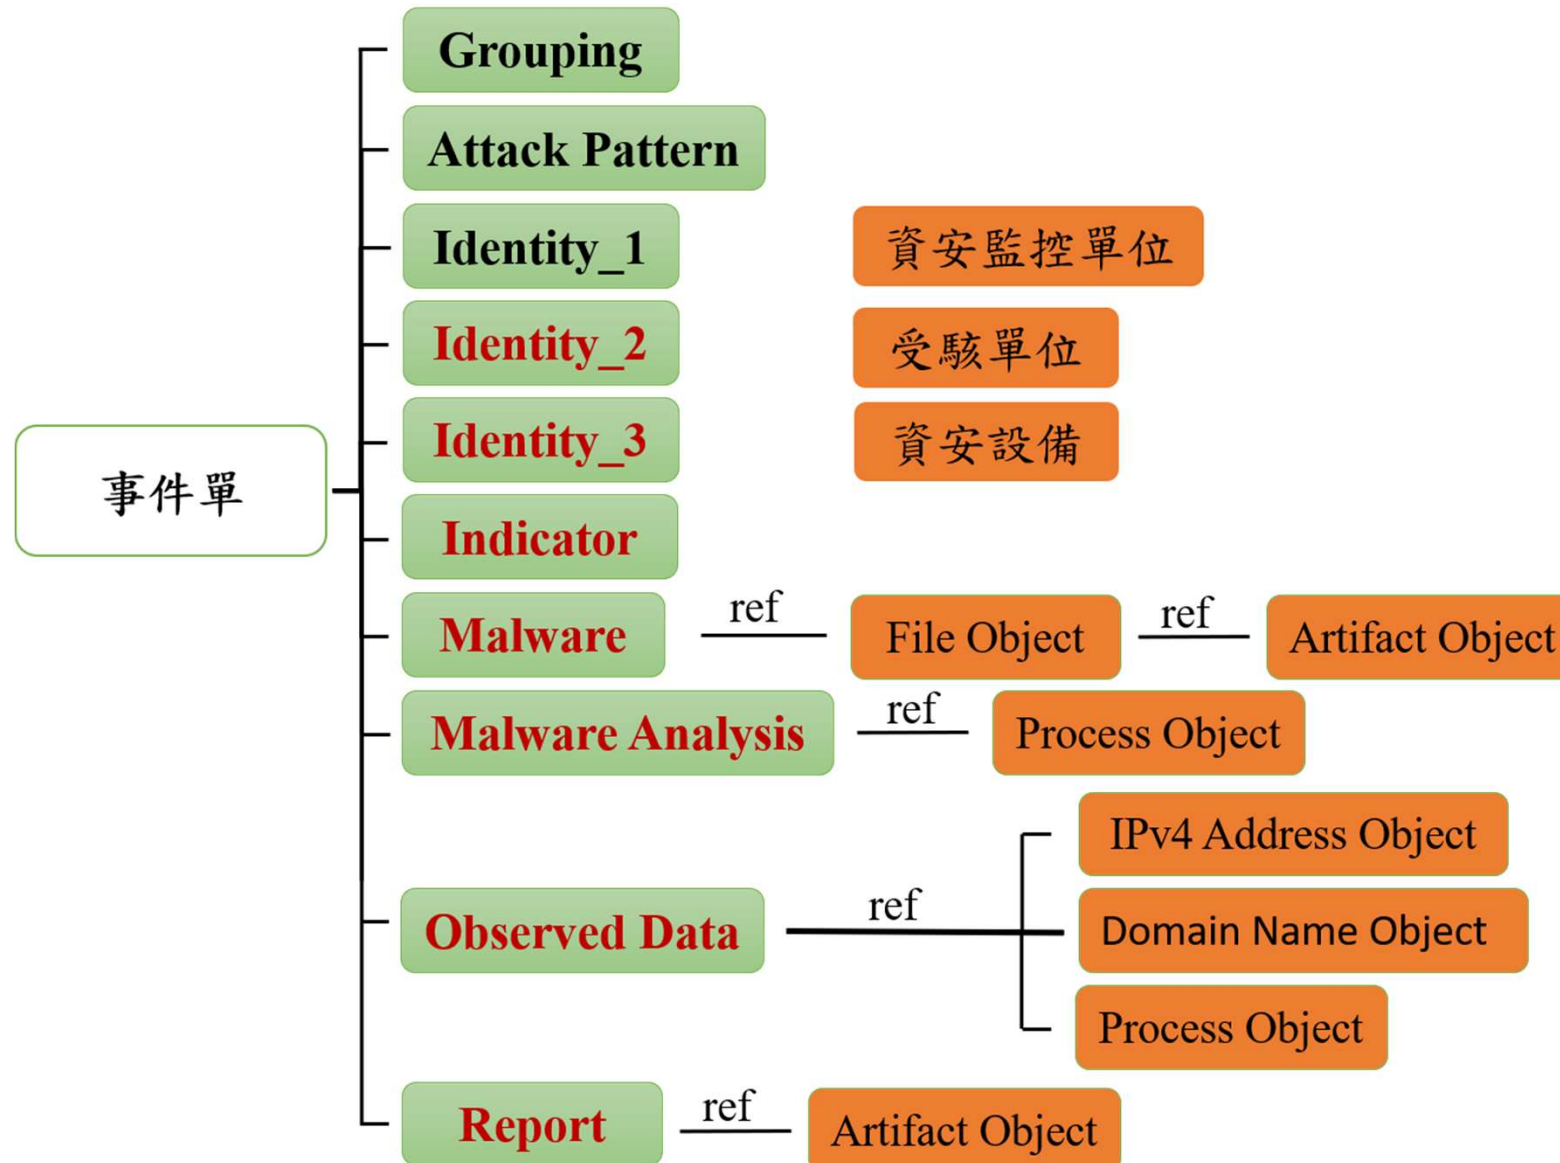 Grouping
Attack Pattern
Identity_1
資安監控單位
Identity_2
受駭單位
Identity_3
資安設備
事件單
Indicator
Malware
ref
File Object
ref
Artifact Object
Malware Analysis
ref
Process Object
IPv4 Address Object
Observed Data
ref
Domain Name Object
Process Object
Report
ref
Artifact Object